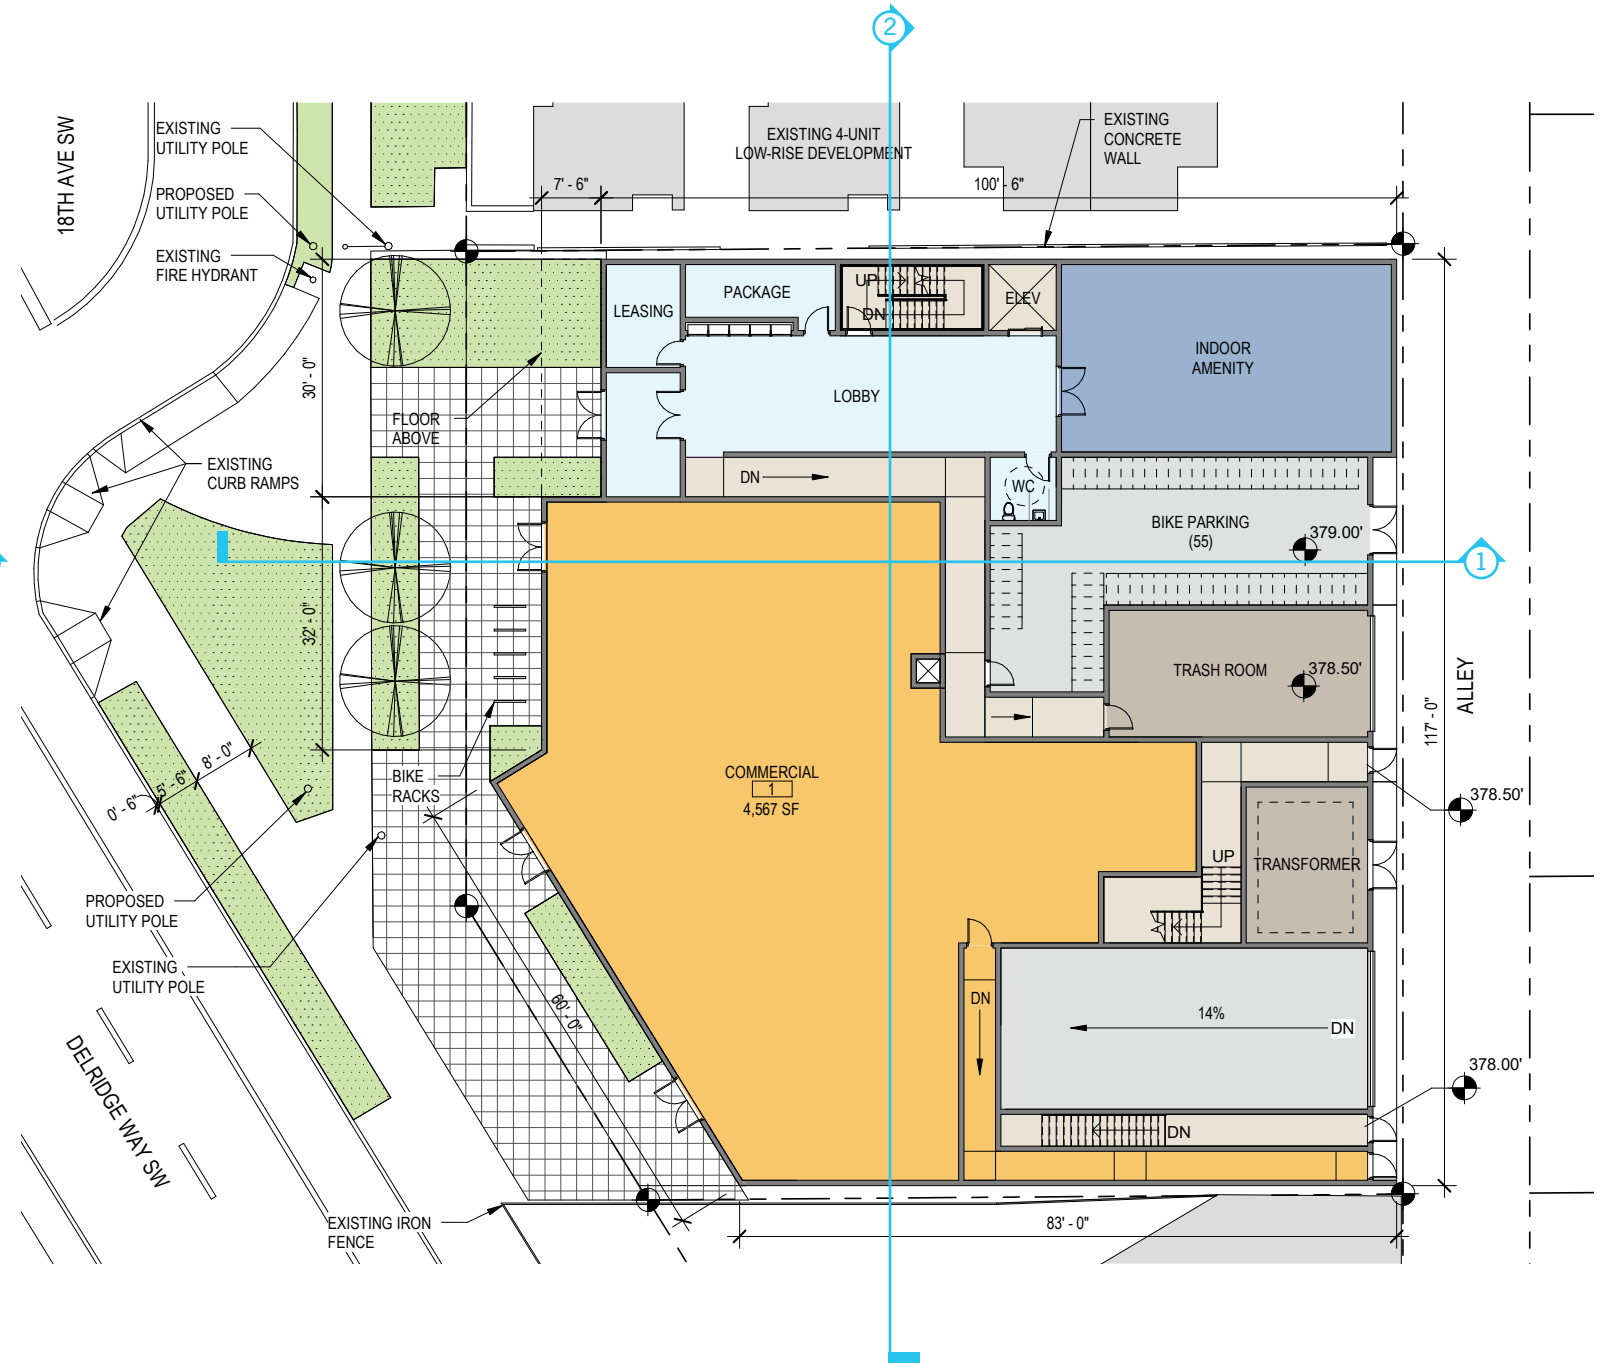 2
18TH AVE SW
EXISTING
UTILITY POLE
PROPOSED
UTILITY POLE
EXISTING
FIRE HYDRANT
EXISTING 4-UNIT
LOW-RISE DEVELOPMENT
EXISTING
CONCRETE
WALL
7' - 6"
100' - 6"
LEASING
PACKAGE
UP
DN
ELEV
INDOOR
AMENITY
LOBBY
30' - 0"
FLOOR
ABOVE
EXISTING
CURB RAMPS
DN
WC
BIKE PARKING
(55)
379.00'
1
32' - 0"
TRASH ROOM
378.50'
ALLEY
117' - 0"
COMMERCIAL
1
4,567 SF
BIKE
RACKS
8' - 0"
5' - 6"
0' - 6"
378.50'
UP
TRANSFORMER
PROPOSED
UTILITY POLE
EXISTING
UTILITY POLE
60' - 0"
DN
14%
DN
378.00'
DN
DELRIDGE WAY SW
EXISTING IRON
FENCE
83' - 0"